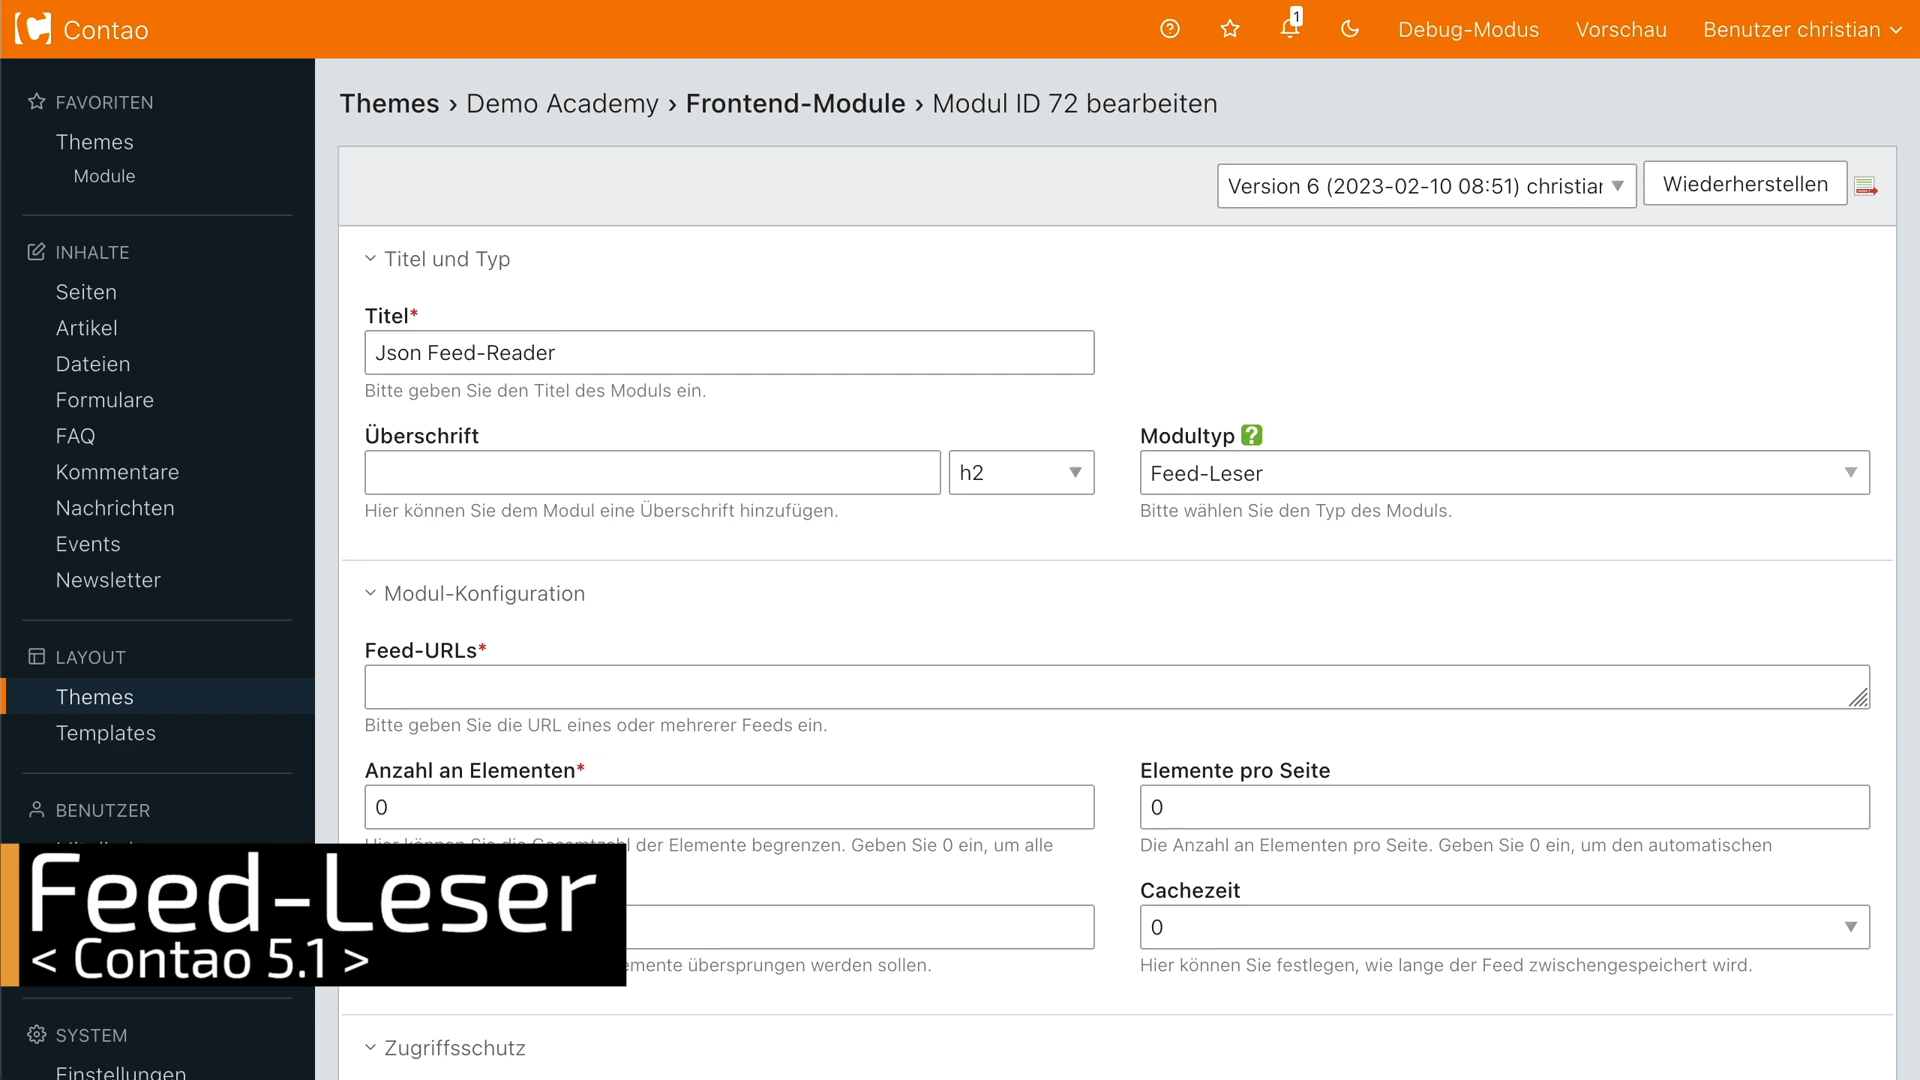 Contao
1
Debug-Modus
Vorschau
Benutzer christian
FAVORITEN
Themes
Module
INHALTE
Seiten
Artikel
Dateien
Formulare
FAQ
Kommentare
Nachrichten
Events
Newsletter
LAYOUT
Themes
Templates
BENUTZER
SYSTEM
Einstellungen
Themes › Demo Academy › Frontend-Module › Modul ID 72 bearbeiten
Version 6 (2023-02-10 08:51) christian
Wiederherstellen
Titel und Typ
Titel*
Json Feed-Reader
Bitte geben Sie den Titel des Moduls ein.
Überschrift
h2
Hier können Sie dem Modul eine Überschrift hinzufügen.
Modultyp ?
Feed-Leser
Bitte wählen Sie den Typ des Moduls.
Modul-Konfiguration
Feed-URLs*
Bitte geben Sie die URL eines oder mehrerer Feeds ein.
Anzahl an Elementen*
0
Hier können Sie die Gesamtzahl der Elemente begrenzen. Geben Sie 0 ein, um alle
Elemente pro Seite
0
Die Anzahl an Elementen pro Seite. Geben Sie 0 ein, um den automatischen
übersprungen werden sollen.
Cachezeit
0
Hier können Sie festlegen, wie lange der Feed zwischengespeichert wird.
Zugriffsschutz
Feed-Leser
< Contao 5.1 >